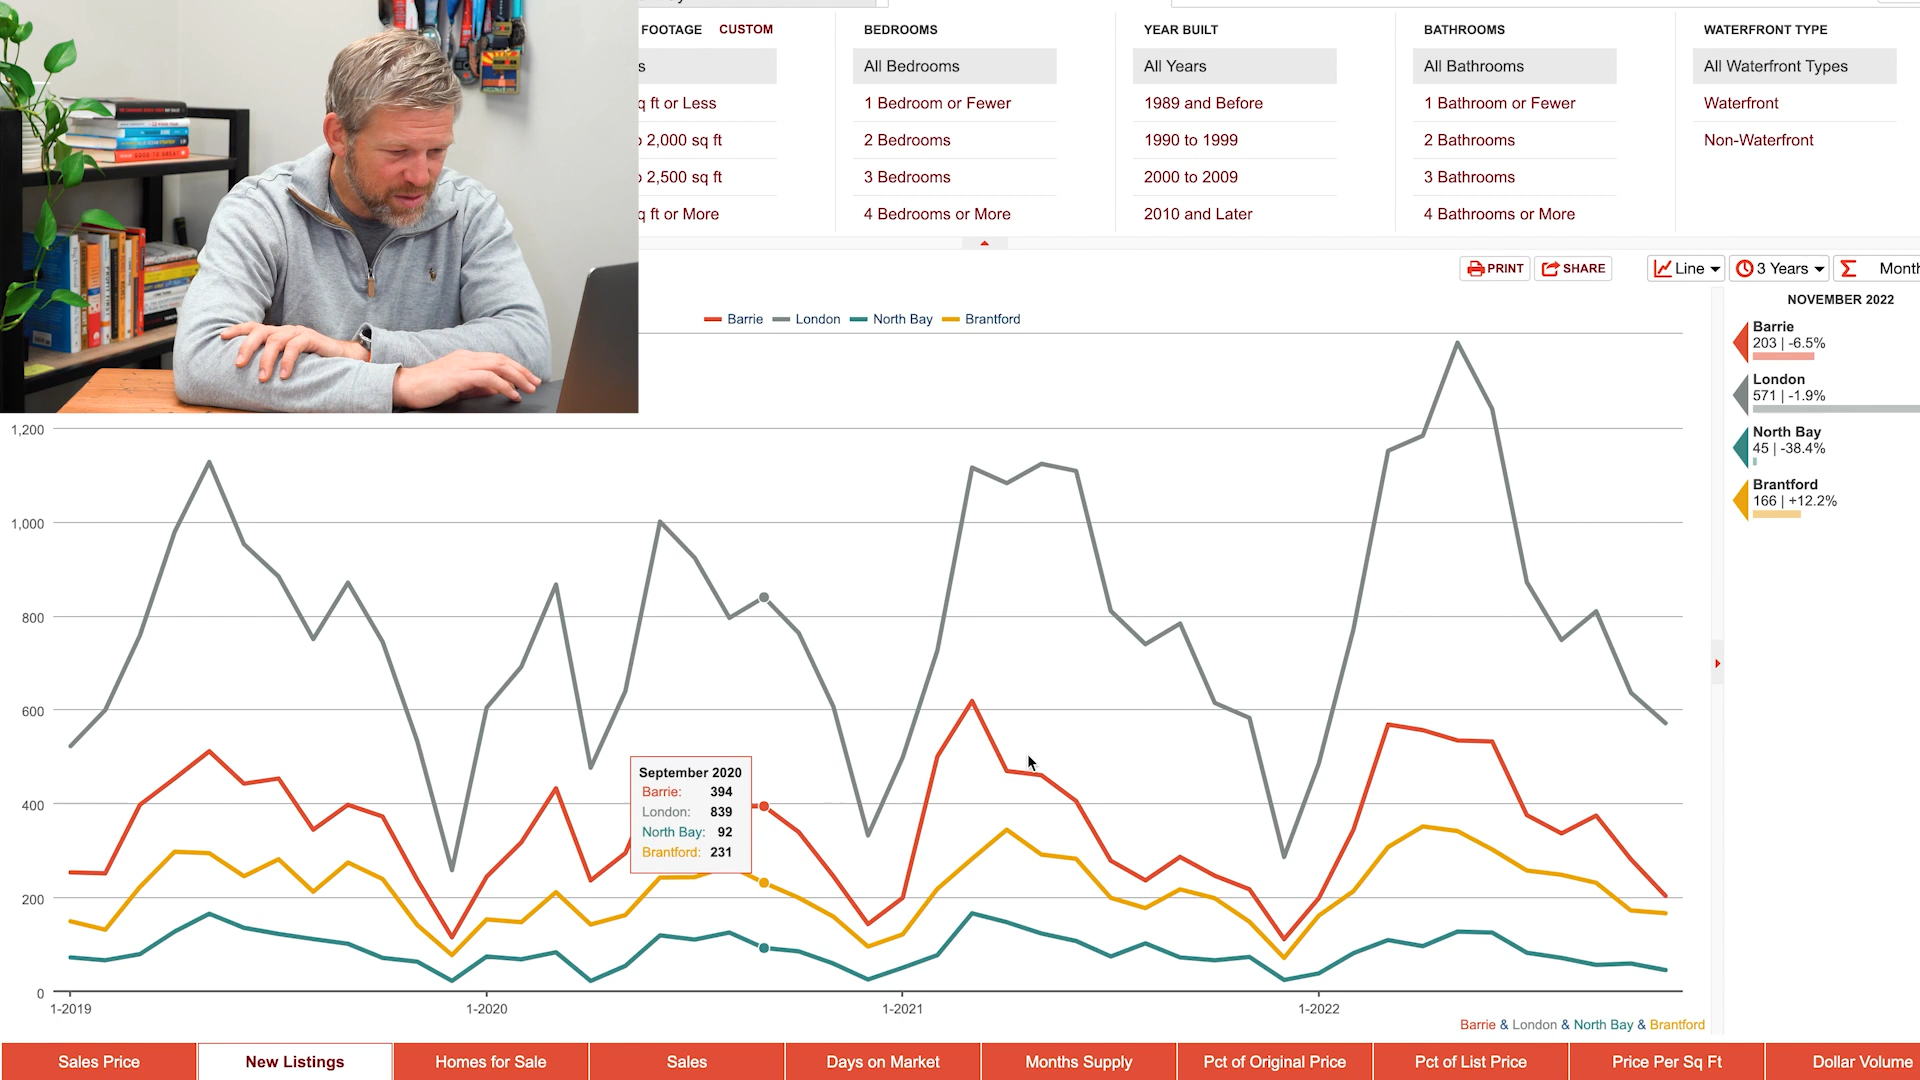 FOOTAGE CUSTOM
s
q ft or Less
2,000 sq ft
2,500 sq ft
q ft or More
BEDROOMS
All Bedrooms
1 Bedroom or Fewer
2 Bedrooms
3 Bedrooms
4 Bedrooms or More
YEAR BUILT
All Years
1989 and Before
1990 to 1999
2000 to 2009
2010 and Later
BATHROOMS
All Bathrooms
1 Bathroom or Fewer
2 Bathrooms
3 Bathrooms
4 Bathrooms or More
WATERFRONT TYPE
All Waterfront Types
Waterfront
Non-Waterfront
PRINT SHARE Line 3 Years Σ Month
Barrie London North Bay Brantford
NOVEMBER 2022
Barrie
203 | -6.5%
London
571 | -1.9%
North Bay
45 | -38.4%
Brantford
166 | +12.2%
1,200
1,000
800
600
400
200
0
September 2020
Barrie: 394
London: 839
North Bay: 92
Brantford: 231
1-2019 1-2020 1-2021 1-2022
Barrie & London & North Bay & Brantford
Sales Price New Listings Homes for Sale Sales Days on Market Months Supply Pct of Original Price Pct of List Price Price Per Sq Ft Dollar Volume
GOOD TO GREAT